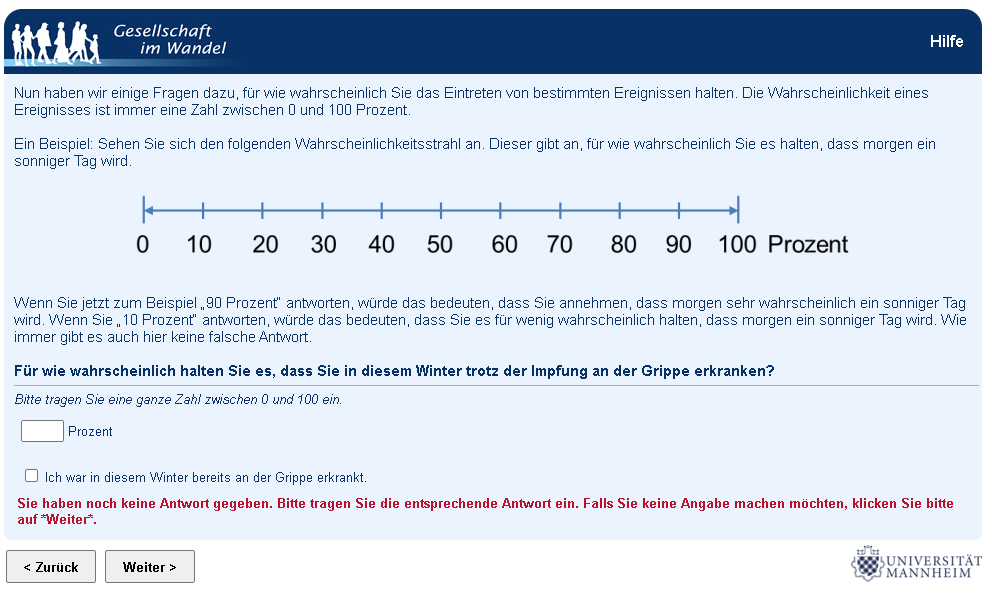 Gesellschaft
im Wandel
Hilfe
Nun haben wir einige Fragen dazu, für wie wahrscheinlich Sie das Eintreten von bestimmten Ereignissen halten. Die Wahrscheinlichkeit eines
Ereignisses ist immer eine Zahl zwischen 0 und 100 Prozent.
Ein Beispiel: Sehen Sie sich den folgenden Wahrscheinlichkeitsstrahl an. Dieser gibt an, für wie wahrscheinlich Sie es halten, dass morgen ein
sonniger Tag wird.
0 10 20 30 40 50 60 70 80 90 100 Prozent
Wenn Sie jetzt zum Beispiel „90 Prozent“ antworten, würde das bedeuten, dass Sie annehmen, dass morgen sehr wahrscheinlich ein sonniger Tag
wird. Wenn Sie „10 Prozent“ antworten, würde das bedeuten, dass Sie es für wenig wahrscheinlich halten, dass morgen ein sonniger Tag wird. Wie
immer gibt es auch hier keine falsche Antwort.
Für wie wahrscheinlich halten Sie es, dass Sie in diesem Winter trotz der Impfung an der Grippe erkranken?
Bitte tragen Sie eine ganze Zahl zwischen 0 und 100 ein.
Prozent
Ich war in diesem Winter bereits an der Grippe erkrankt.
Sie haben noch keine Antwort gegeben. Bitte tragen Sie die entsprechende Antwort ein. Falls Sie keine Angabe machen möchten, klicken Sie bitte
auf "Weiter".
< Zurück
Weiter >
UNIVERSITÄT
MANNHEIM